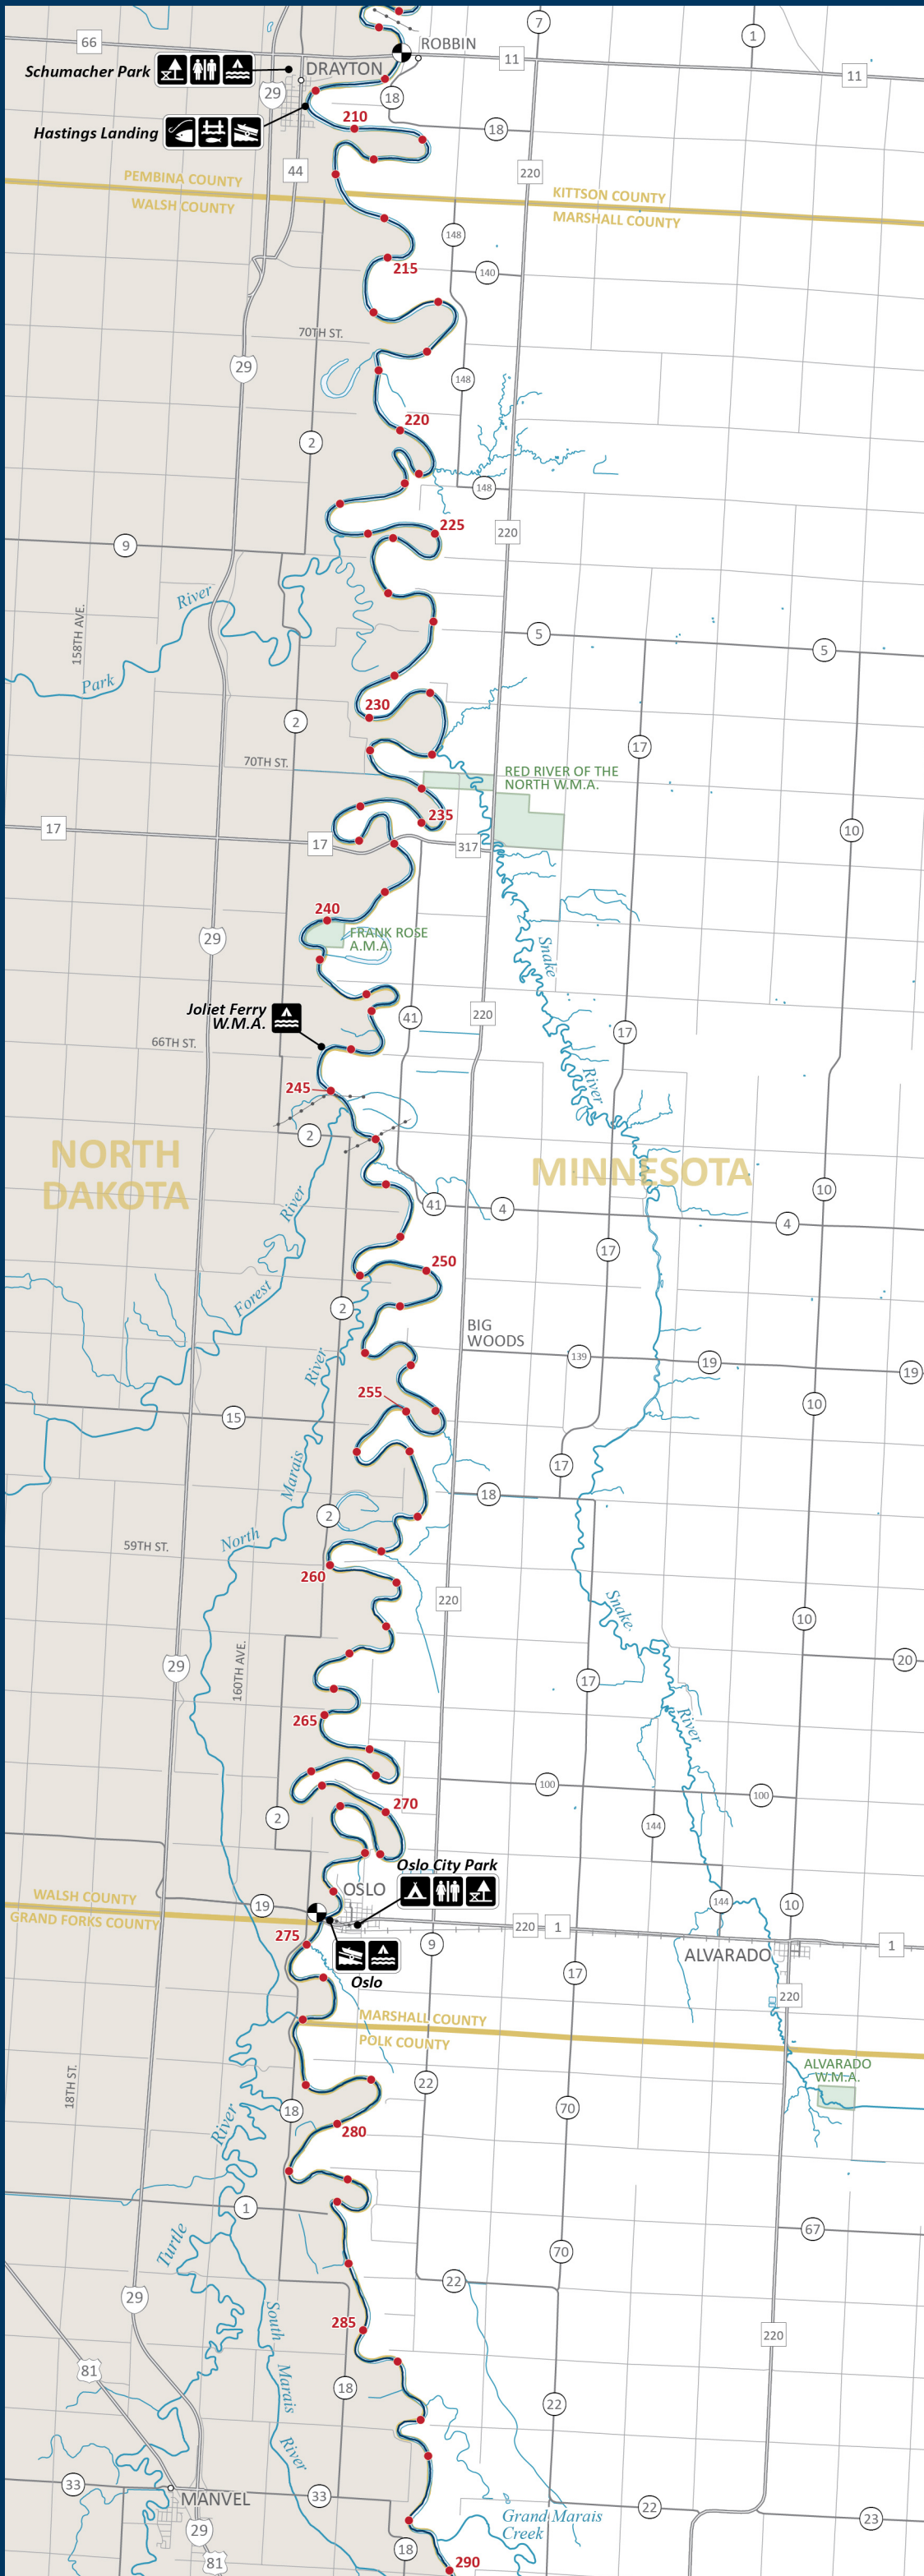 7
1
66
ROBBIN
11
11
Schumacher Park
DRAYTON
29
18
210
18
Hastings Landing
44
220
PEMBINA COUNTY
KITTSON COUNTY
WALSH COUNTY
MARSHALL COUNTY
148
215
140
70TH ST.
29
148
220
2
148
225
220
9
River
158TH AVE.
5
5
Park
230
2
17
70TH ST.
RED RIVER OF THE
NORTH W.M.A.
235
17
17
317
10
240
FRANK ROSE
A.M.A.
29
Snake
Joliet Ferry
W.M.A.
41
220
17
66TH ST.
River
245
2
NORTH
DAKOTA
MINNESOTA
River
41
4
10
4
17
250
Forest
2
BIG
WOODS
139
19
19
River
255
10
15
17
Marais
18
2
North
59TH ST.
260
Snake
220
10
20
160TH AVE.
29
17
265
River
100
100
270
2
144
Oslo City Park
WALSH COUNTY
OSLO
144
10
19
GRAND FORKS COUNTY
220
1
275
9
ALVARADO
1
Oslo
17
220
MARSHALL COUNTY
POLK COUNTY
ALVARADO
W.M.A.
18TH ST.
22
18
70
River
280
1
67
Turtle
70
22
29
South
285
220
81
Marais
18
22
River
33
33
MANVEL
22
23
Grand Marais
Creek
29
18
290
81